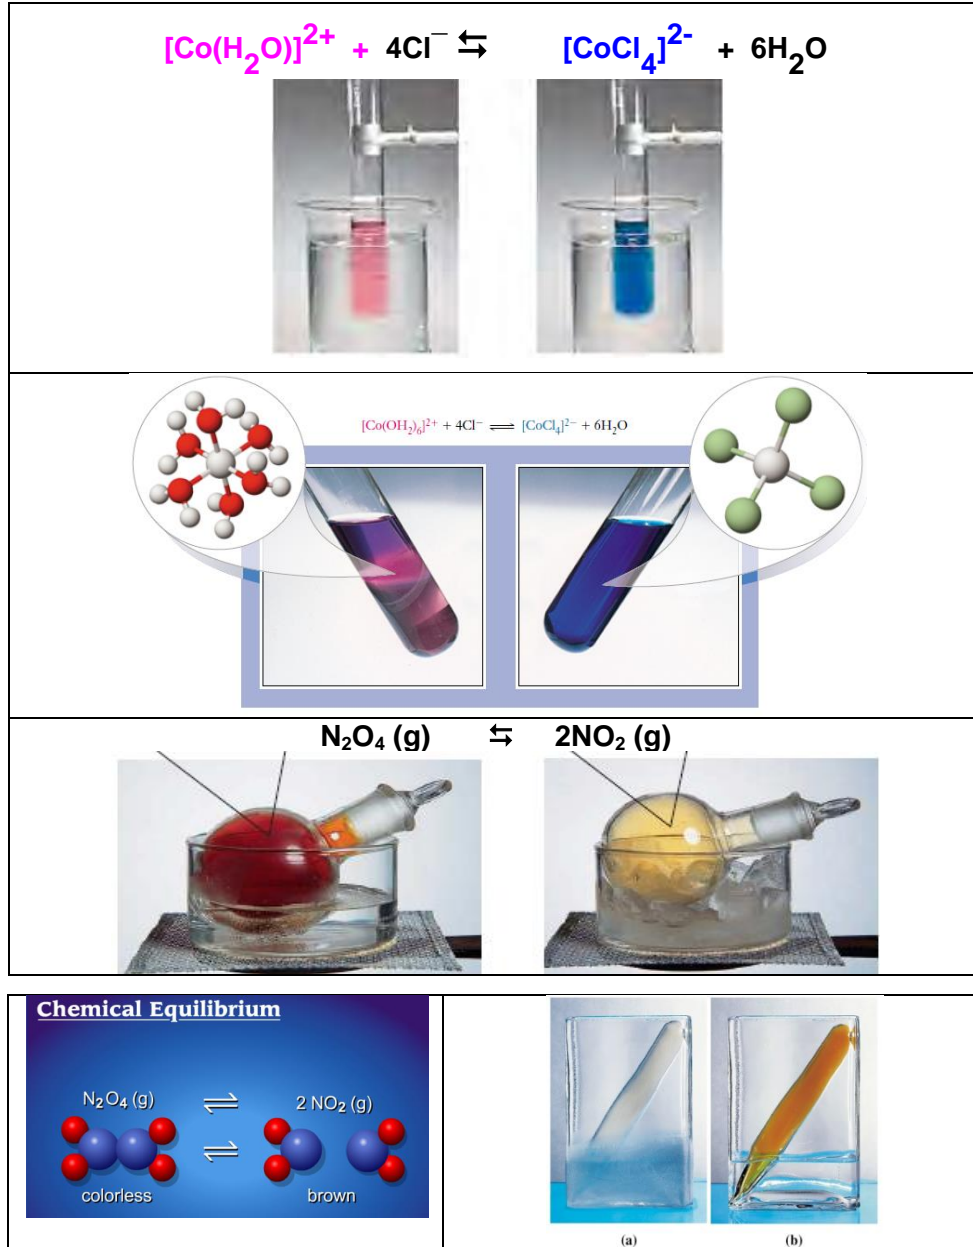 [Co(H₂O)]²⁺ + 4Cl⁻ ⇆ [CoCl₄]²⁻ + 6H₂O
[Co(OH₂)₆]²⁺ + 4Cl⁻ ⇌ [CoCl₄]²⁻ + 6H₂O
N₂O₄ (g) ⇆ 2NO₂ (g)
Chemical Equilibrium
N₂O₄ (g) ⇌ 2 NO₂ (g)
⇌
colorless brown
(a) (b)